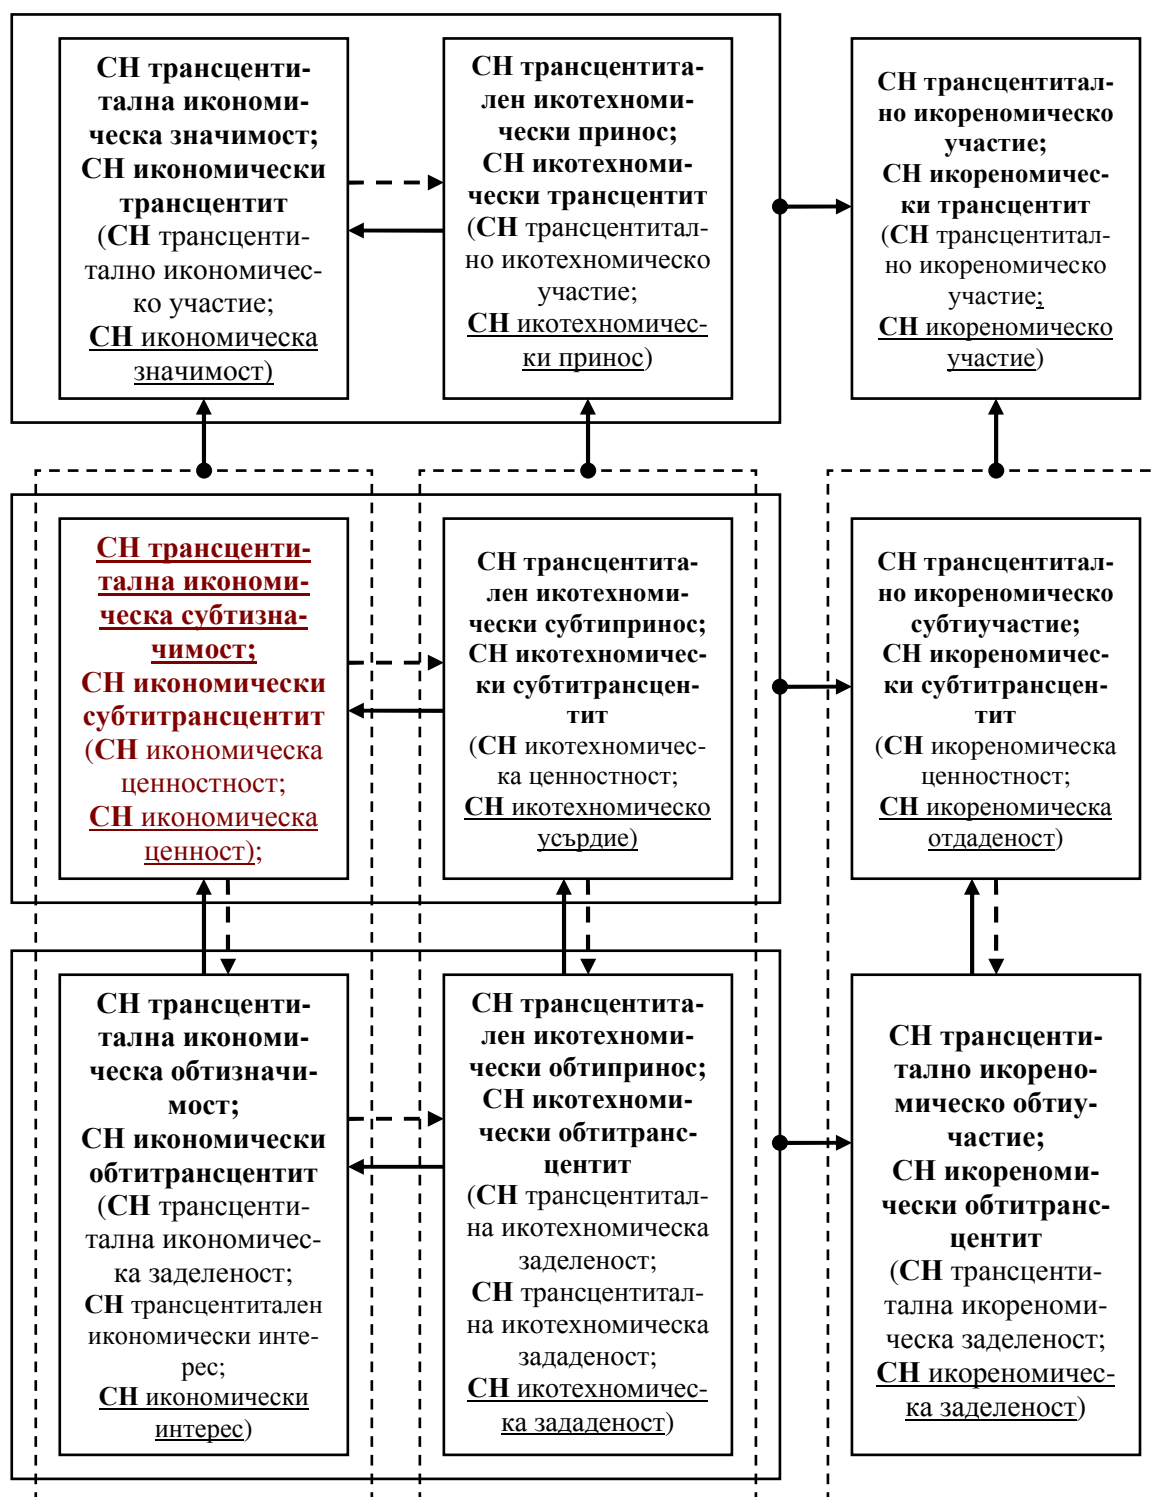 СН трансценти-
тална икономи-
ческа значимост;
СН икономически
трансцентит
(СН трансценти-
тално икономичес-
ко участие;
СН икономическа
значимост)
СН трансцентита-
лен икотехноми-
чески принос;
СН икотехноми-
чески трансцентит
(СН трансцентитал-
но икотехномическо
участие;
СН икотехномичес-
ки принос)
СН трансцентитал-
но икореномическо
участие;
СН икореномичес-
ки трансцентит
(СН трансцентитал-
но икореномическо
участие;
СН икореномическо
участие)
СН трансценти-
тална икономи-
ческа субтизна-
чимост;
СН икономически
субтитрансцентит
(СН икономическа
ценностност;
СН икономическа
ценност);
СН трансцентита-
лен икотехноми-
чески субтипринос;
СН икотехномичес-
ки субтитрансцен-
тит
(СН икотехномичес-
ка ценностност;
СН икотехномическо
усърдие)
СН трансцентитал-
но икореномическо
субтиучастие;
СН икореномичес-
ки субтитрансцен-
тит
(СН икореномическа
ценностност;
СН икореномическа
отдаденост)
СН трансценти-
тална икономи-
ческа обтизначи-
мост;
СН икономически
обтитрансцентит
(СН трансценти-
тална икономичес-
ка заделеност;
СН трансцентитален
икономически инте-
рес;
СН икономически
интерес)
СН трансцентита-
лен икотехноми-
чески обтипринос;
СН икотехноми-
чески обтитранс-
центит
(СН трансцентитал-
на икотехномическа
заделеност;
СН трансцентитал-
на икотехномическа
зададеност;
СН икотехномичес-
ка зададеност)
СН трансценти-
тално икорено-
мическо обтиу-
частие;
СН икореноми-
чески обтитранс-
центит
(СН трансценти-
тална икореноми-
ческа заделеност;
СН икореномичес-
ка заделеност)